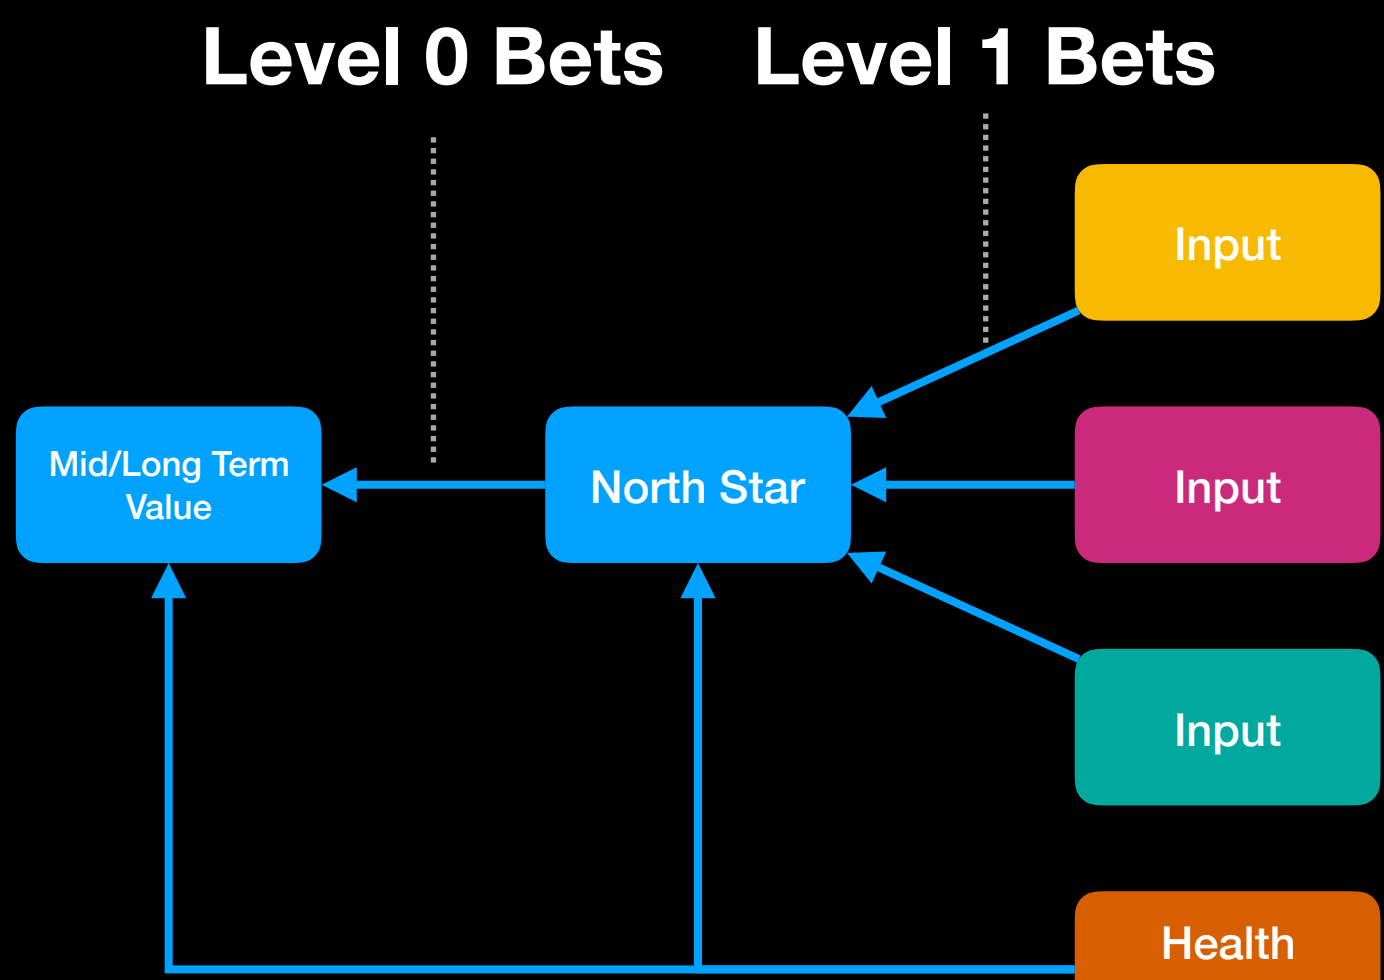 Level 0 Bets
Level 1 Bets
Input
Mid/Long Term
Value
North Star
Input
Input
Health